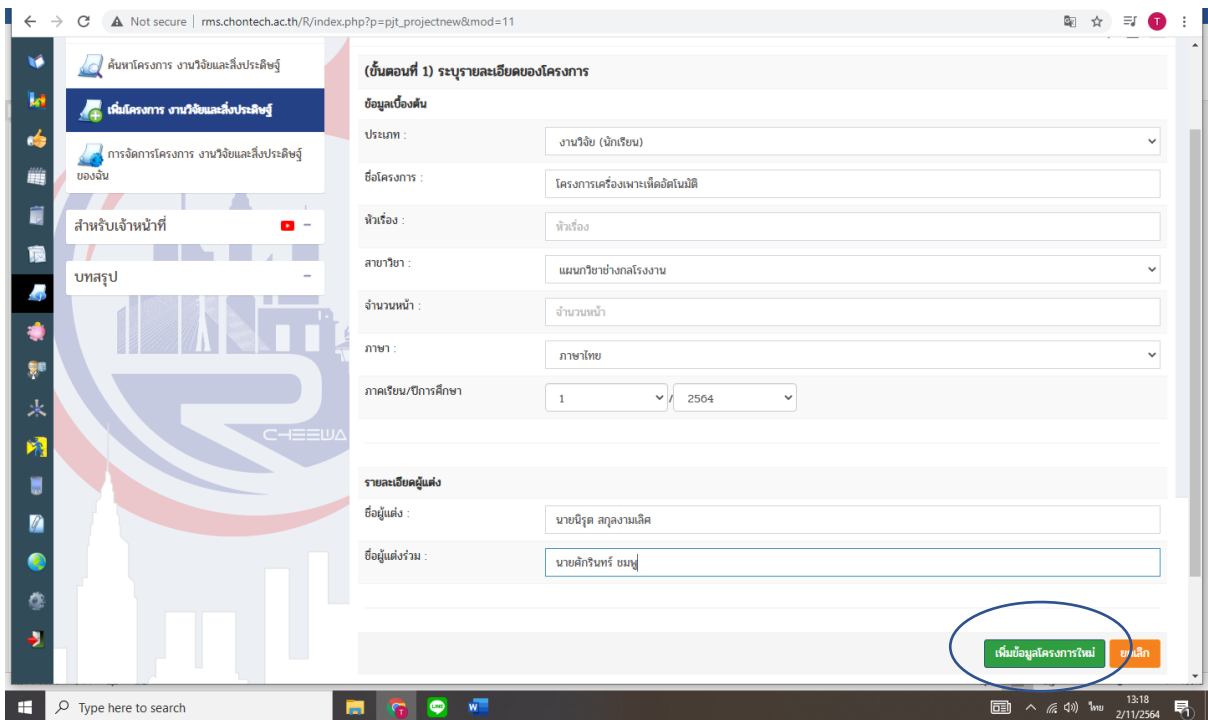 Not secure | rms.chontech.ac.th/R/index.php?p=pjt_projectnew&mod=11
T
ค้นหาโครงการ งานวิจัยและสิ่งประดิษฐ์
เพิ่มโครงการ งานวิจัยและสิ่งประดิษฐ์
การจัดการโครงการ งานวิจัยและสิ่งประดิษฐ์
ของฉัน
สำหรับเจ้าหน้าที่
บทสรุป
CHEEWA
(ขั้นตอนที่ 1) ระบุรายละเอียดของโครงการ
ข้อมูลเบื้องต้น
ประเภท : งานวิจัย (นักเรียน)
ชื่อโครงการ : โครงการเครื่องเพาะเห็ดอัตโนมัติ
หัวเรื่อง : หัวเรื่อง
สาขาวิชา : แผนกวิชาช่างกลโรงงาน
จำนวนหน้า : จำนวนหน้า
ภาษา : ภาษาไทย
ภาคเรียน/ปีการศึกษา 1 / 2564
รายละเอียดผู้แต่ง
ชื่อผู้แต่ง : นายนิรุต สกุลงามเลิศ
ชื่อผู้แต่งร่วม : นายศักรินทร์ ชมพู
เพิ่มข้อมูลโครงการใหม่ ยกเลิก
Type here to search
LINE
W
ไทย
13:18
2/11/2564
1